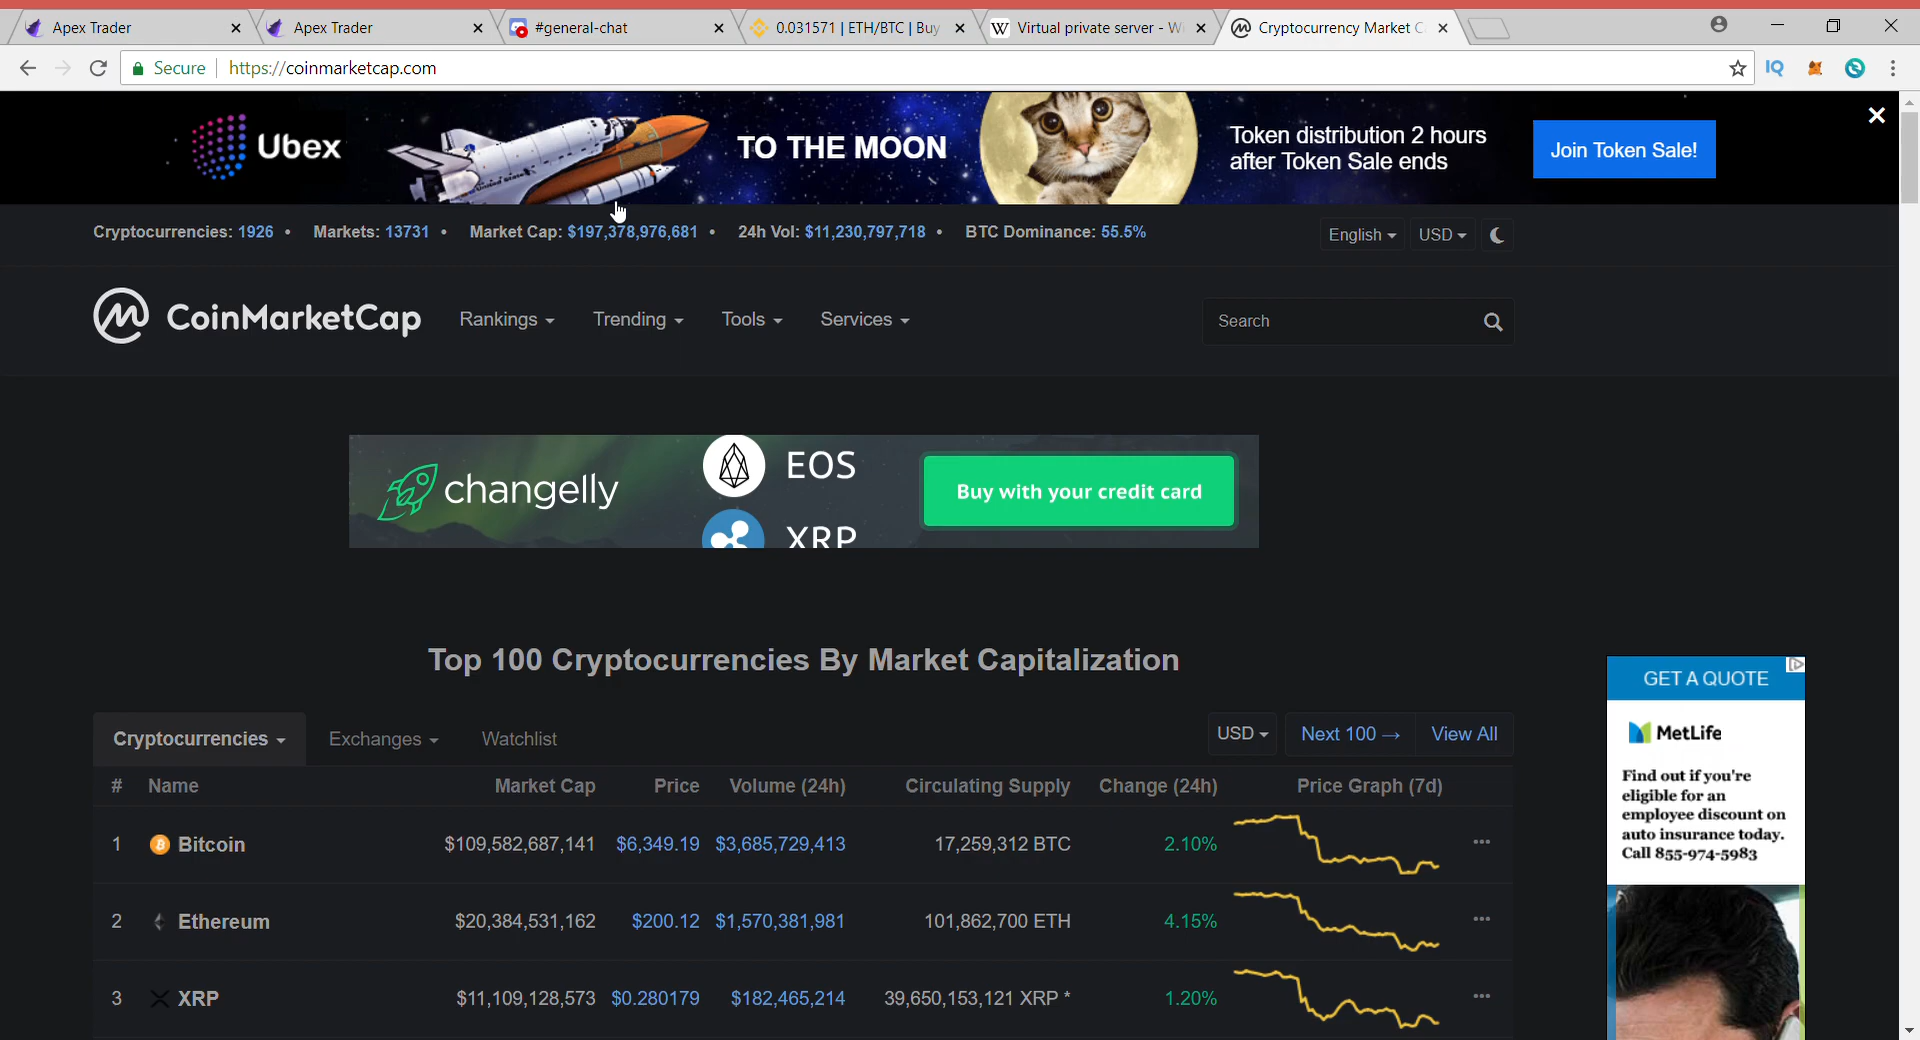 Apex Trader
Apex Trader
#general-chat
0.031571 | ETH/BTC | Buy
Virtual private server - Wi
Cryptocurrency Market C
Secure
https://coinmarketcap.com
IQ
Ubex
United States
TO THE MOON
Token distribution 2 hours
after Token Sale ends
Join Token Sale!
Cryptocurrencies: 1926 • Markets: 13731 • Market Cap: $197,378,976,681 • 24h Vol: $11,230,797,718 • BTC Dominance: 55.5%
English
USD
CoinMarketCap
Rankings
Trending
Tools
Services
Search
changelly
EOS
XRP
Buy with your credit card
Top 100 Cryptocurrencies By Market Capitalization
Cryptocurrencies
Exchanges
Watchlist
USD
Next 100 →
View All
# Name Market Cap Price Volume (24h) Circulating Supply Change (24h) Price Graph (7d)
1 Bitcoin $109,582,687,141 $6,349.19 $3,685,729,413 17,259,312 BTC 2.10%
2 Ethereum $20,384,531,162 $200.12 $1,570,381,981 101,862,700 ETH 4.15%
3 XRP $11,109,128,573 $0.280179 $182,465,214 39,650,153,121 XRP * 1.20%
GET A QUOTE
MetLife
Find out if you're
eligible for an
employee discount on
auto insurance today.
Call 855-974-5983